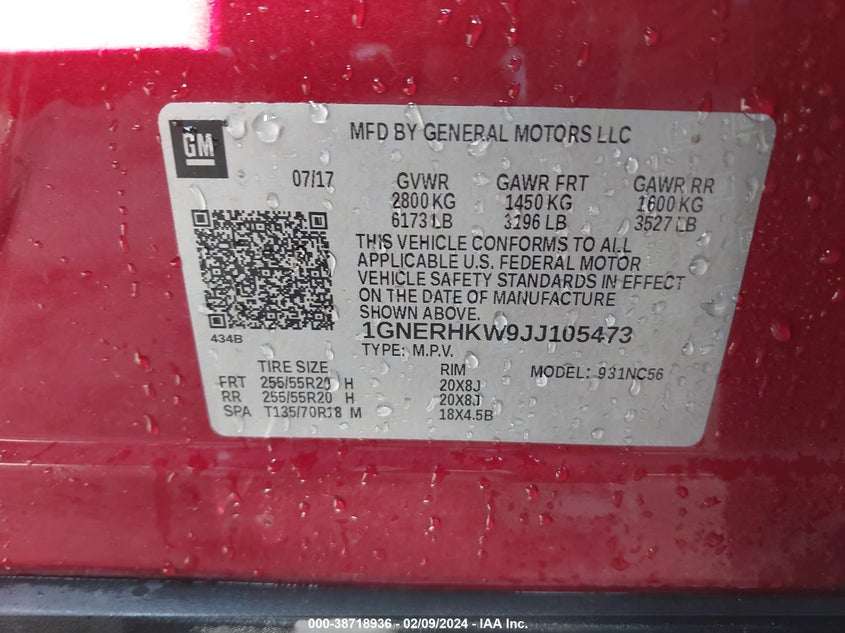 GM
MFD BY GENERAL MOTORS LLC
07/17 GVWR GAWR FRT GAWR RR
2800 KG 1450 KG 1600 KG
6173 LB 3196 LB 3527 LB
THIS VEHICLE CONFORMS TO ALL
APPLICABLE U.S. FEDERAL MOTOR
VEHICLE SAFETY STANDARDS IN EFFECT
ON THE DATE OF MANUFACTURE
SHOWN ABOVE.
434B
1GNERHKW9JJ105473
TYPE: M.P.V.
TIRE SIZE RIM MODEL: 931NC56
FRT 255/55R20 H 20X8J
RR 255/55R20 H 20X8J
SPA T135/70R18 M 18X4.5B
000-38718936 - 02/09/2024 - IAA Inc.